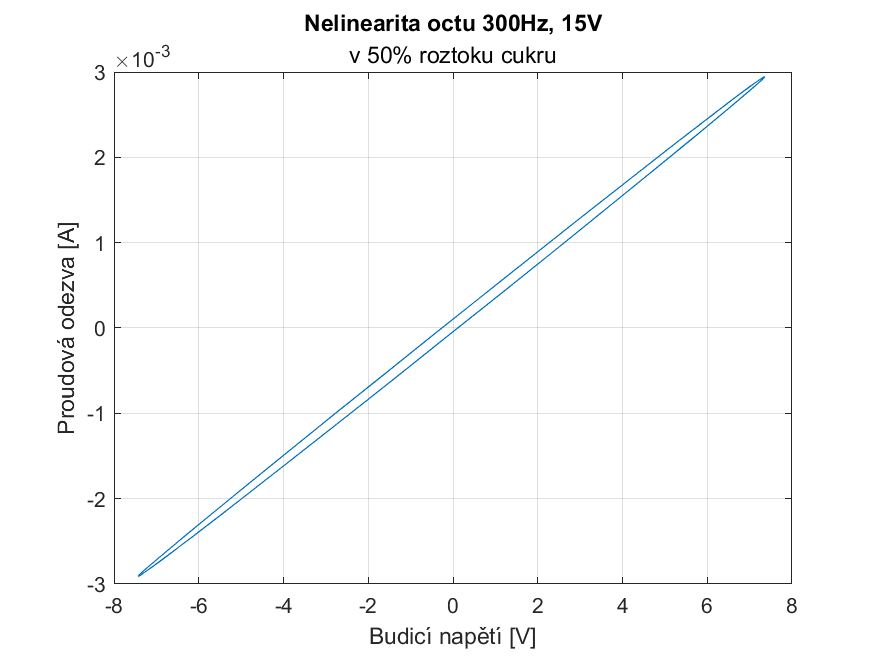 Nelinearita octu 300Hz, 15V
v 50% roztoku cukru
×10-3
3
2
1
0
-1
-2
-3
Proudová odezva [A]
-8 -6 -4 -2 0 2 4 6 8
Budicí napětí [V]